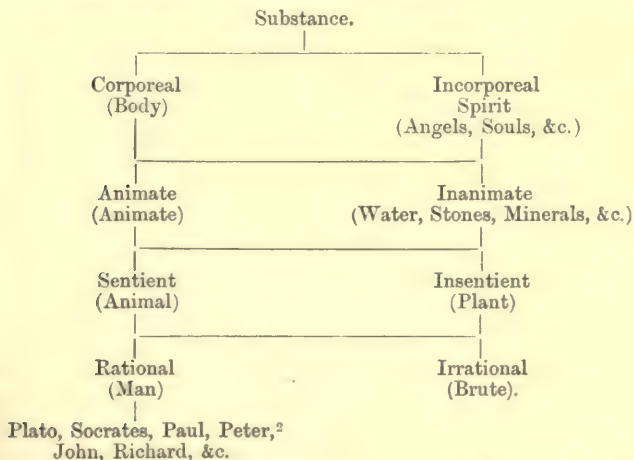 Substance.
Corporeal
(Body)
Incorporeal
Spirit
(Angels, Souls, &c.)
Animate
(Animate)
Inanimate
(Water, Stones, Minerals, &c.)
Sentient
(Animal)
Insentient
(Plant)
Rational
(Man)
Irrational
(Brute).
Plato, Socrates, Paul, Peter,²
John, Richard, &c.